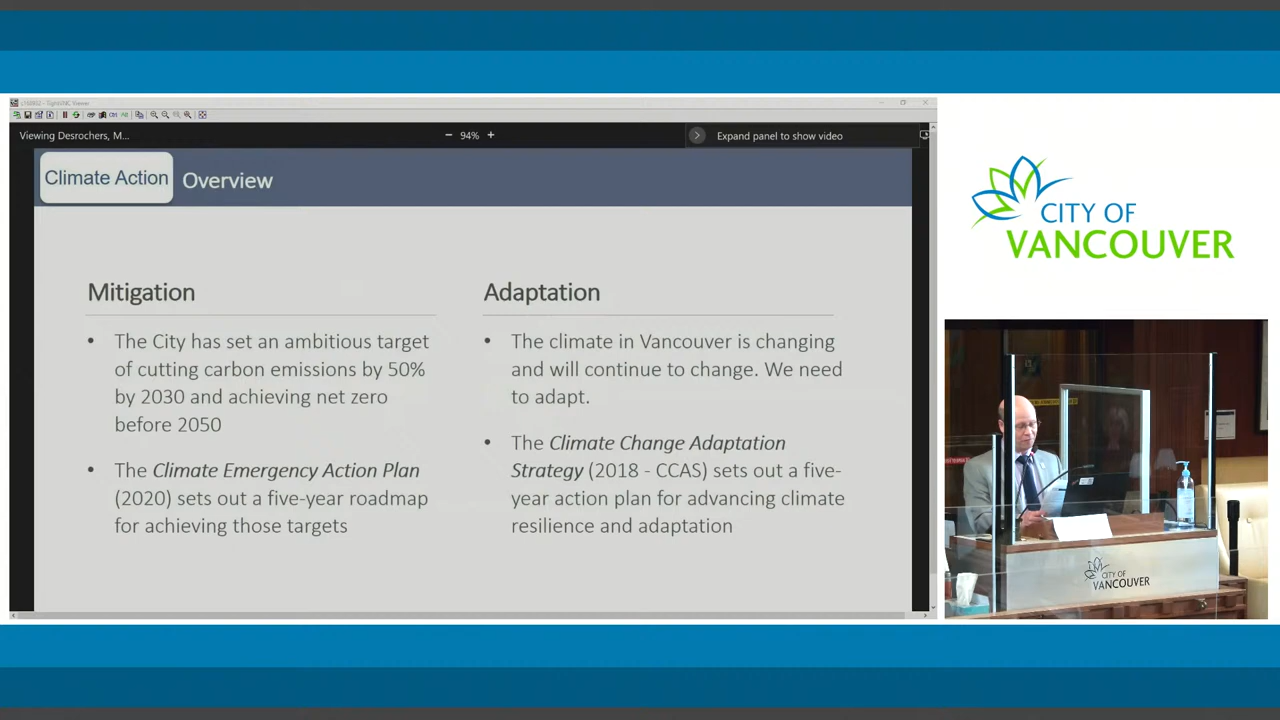 Viewing Desrochers, M...
94%
Expand panel to show video
Climate Action
Overview
Mitigation
• The City has set an ambitious target
of cutting carbon emissions by 50%
by 2030 and achieving net zero
before 2050
• The Climate Emergency Action Plan
(2020) sets out a five-year roadmap
for achieving those targets
Adaptation
• The climate in Vancouver is changing
and will continue to change. We need
to adapt.
• The Climate Change Adaptation
Strategy (2018 - CCAS) sets out a five-
year action plan for advancing climate
resilience and adaptation
CITY OF
VANCOUVER
CITY OF
VANCOUVER